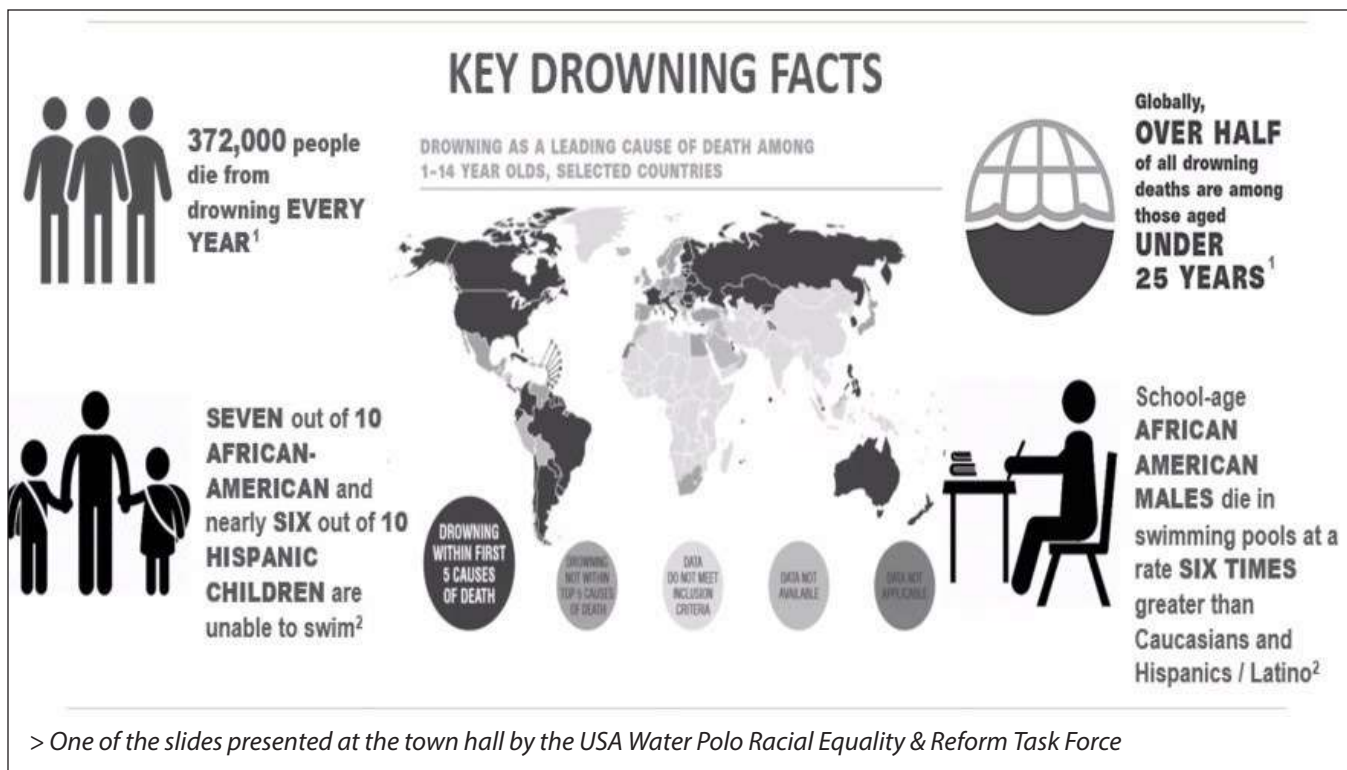 KEY DROWNING FACTS
372,000 people
die from
drowning EVERY
YEAR¹
DROWNING AS A LEADING CAUSE OF DEATH AMONG
1-14 YEAR OLDS, SELECTED COUNTRIES
Globally,
OVER HALF
of all drowning
deaths are among
those aged
UNDER
25 YEARS¹
SEVEN out of 10
AFRICAN-
AMERICAN and
nearly SIX out of 10
HISPANIC
CHILDREN are
unable to swim²
DROWNING
WITHIN FIRST
5 CAUSES
OF DEATH
DROWNING
NOT WITHIN
TOP 5 CAUSES
OF DEATH
DATA
DO NOT MEET
INCLUSION
CRITERIA
DATA NOT
AVAILABLE
DATA NOT
APPLICABLE
School-age
AFRICAN
AMERICAN
MALES die in
swimming pools at a
rate SIX TIMES
greater than
Caucasians and
Hispanics / Latino²
> One of the slides presented at the town hall by the USA Water Polo Racial Equality & Reform Task Force